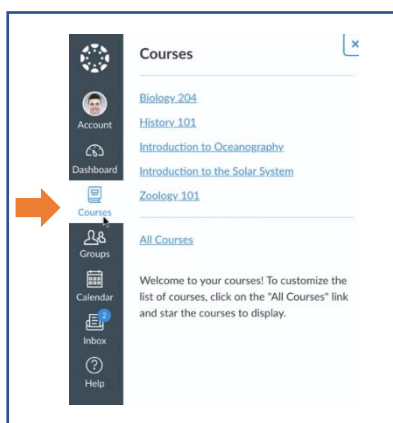 Account
Dashboard
Courses
Groups
Calendar
2
Inbox
Help
Courses
×
Biology 204
History 101
Introduction to Oceanography
Introduction to the Solar System
Zoology 101
All Courses
Welcome to your courses! To customize the
list of courses, click on the "All Courses" link
and star the courses to display.